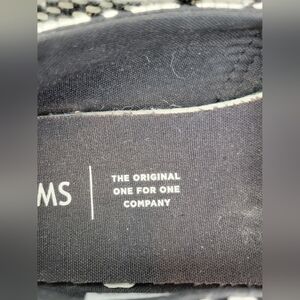 MS
THE ORIGINAL
ONE FOR ONE
COMPANY